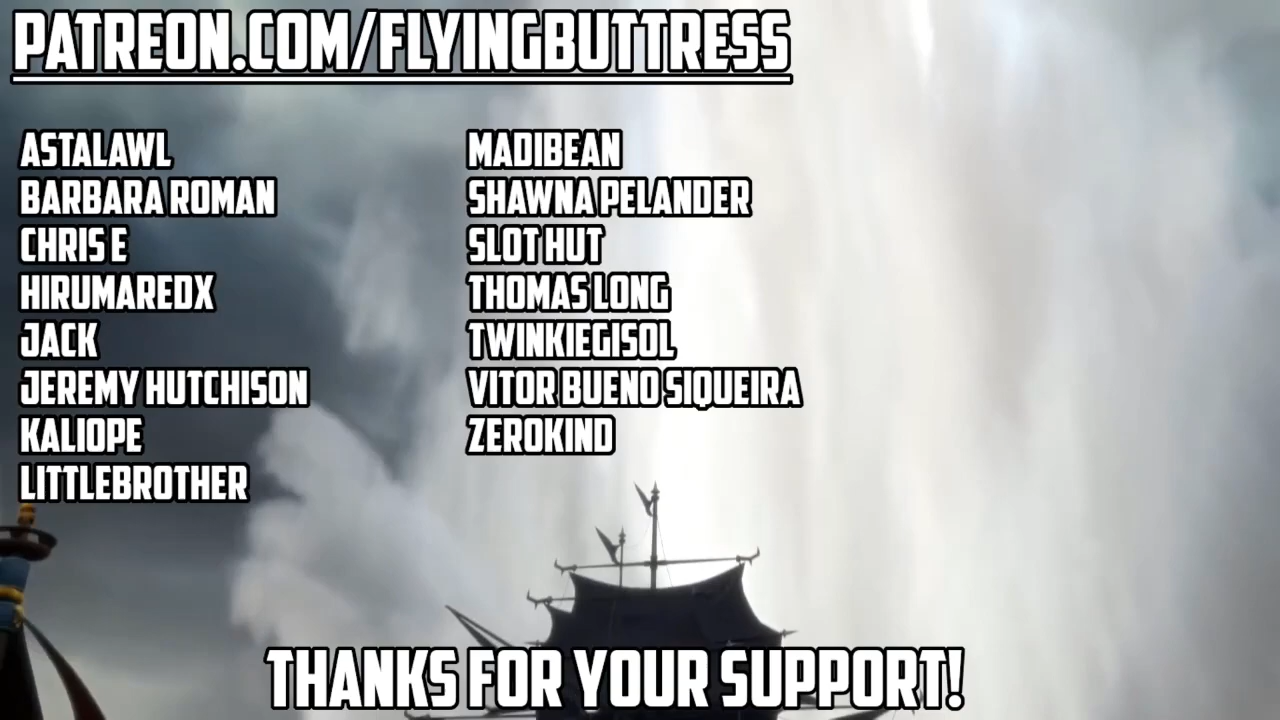 PATREON.COM/FLYINGBUTTRESS
ASTALAWL
BARBARA ROMAN
CHRIS E
HIRUMAREDX
JACK
JEREMY HUTCHISON
KALIOPE
LITTLEBROTHER
MADIBEAN
SHAWNA PELANDER
SLOT HUT
THOMAS LONG
TWINKIEGISOL
VITOR BUENO SIQUEIRA
ZEROKIND
THANKS FOR YOUR SUPPORT!